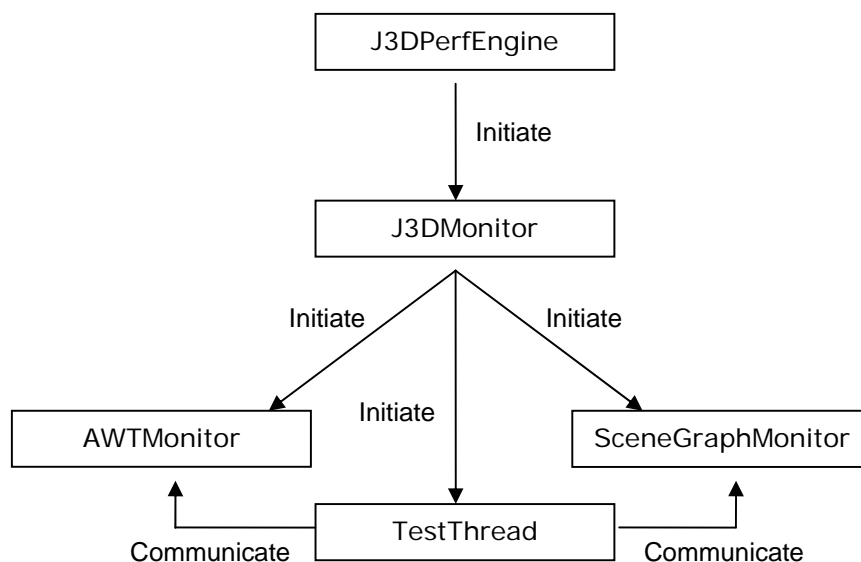 J3DPerfEngine
Initiate
J3DMonitor
Initiate
Initiate
Initiate
AWTMonitor
SceneGraphMonitor
TestThread
Communicate
Communicate